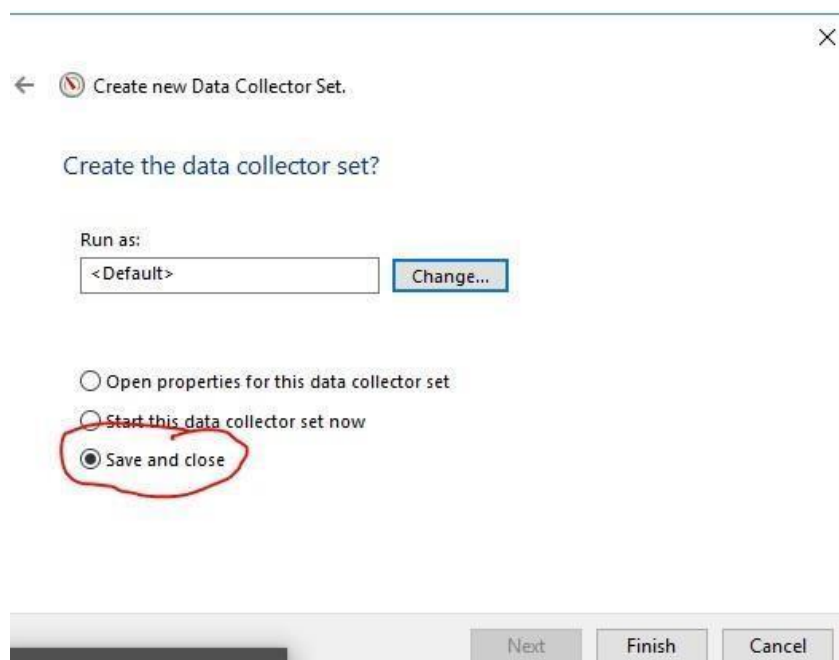 Create new Data Collector Set.
Create the data collector set?
Run as:
<Default>
Change...
Open properties for this data collector set
Start this data collector set now
Save and close
Next
Finish
Cancel